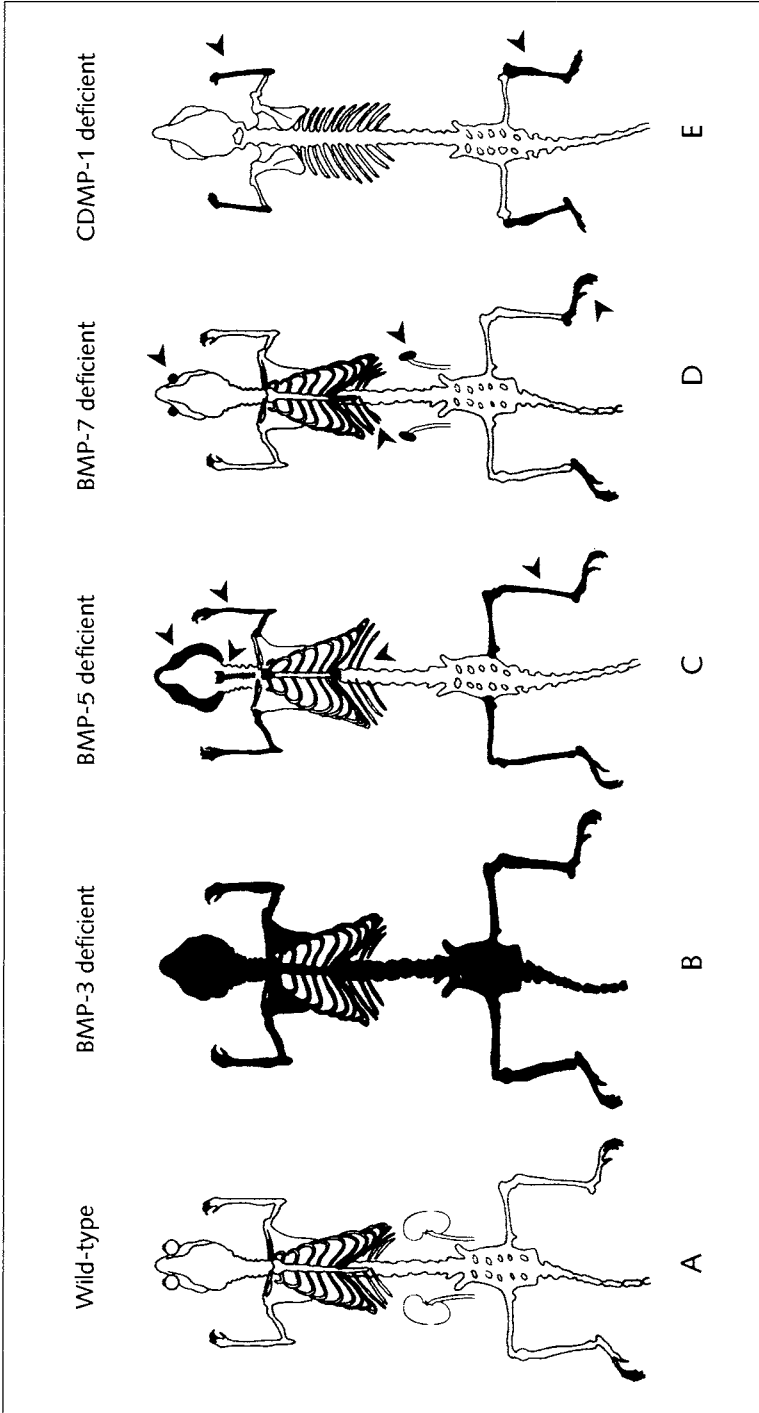 Wild-type
BMP-3 deficient
BMP-5 deficient
BMP-7 deficient
CDMP-1 deficient
A
B
C
D
E